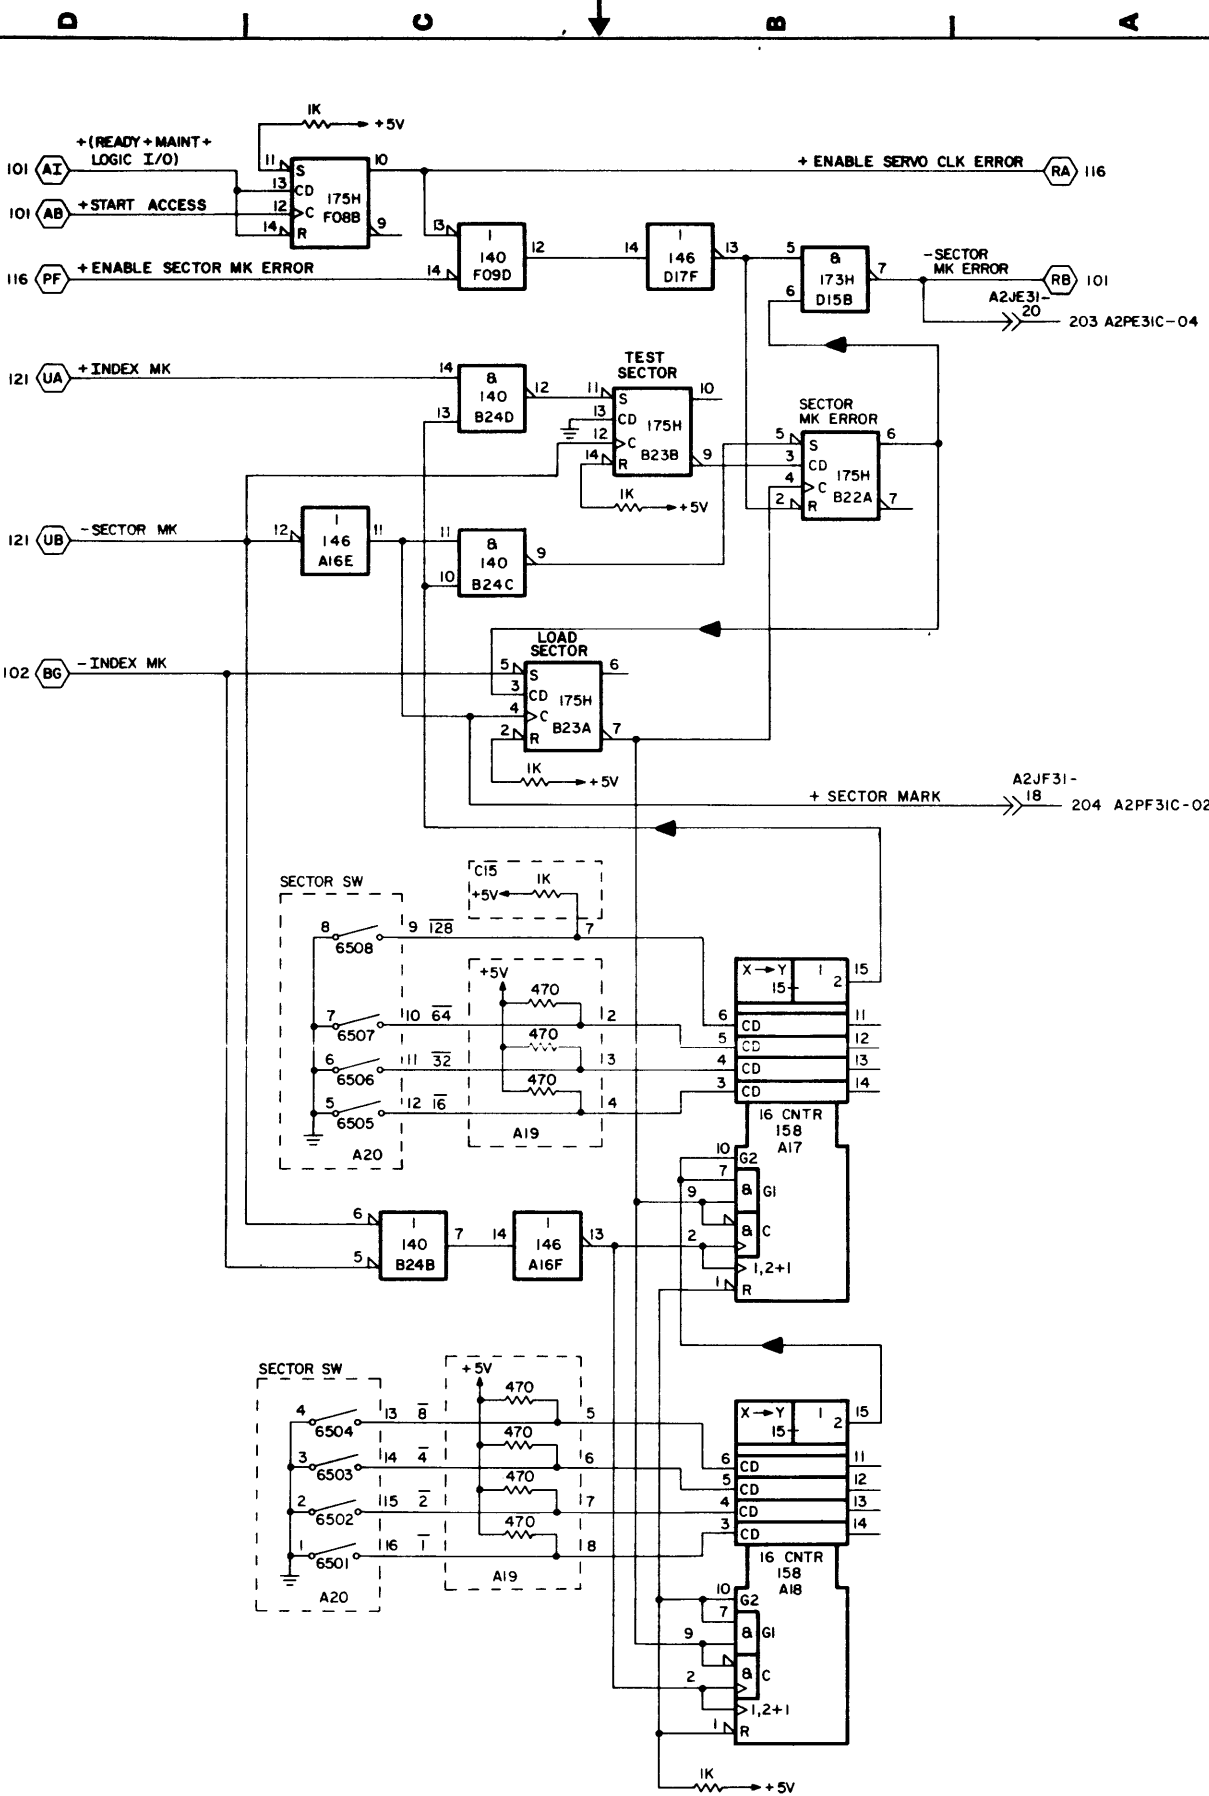 D C B A
1K
+5V
+(READY+MAINT+
LOGIC I/O)
101 AI
11 S 10
13 CD
175H
12 C F08B
14 R 9
+ ENABLE SERVO CLK ERROR RA 116
101 AB +START ACCESS
116 PF +ENABLE SECTOR MK ERROR
13 1 12
140
14 F09D
14 1 13
146
D17F
5 & 7
173H
6 D15B
-SECTOR
MK ERROR
RB 101
A2JE31-
20
203 A2PE31C-04
121 UA +INDEX MK
14 & 12
140
13 B24D
TEST
SECTOR
11 S 10
13 CD
175H
12 C
14 R B23B 9
1K
+5V
SECTOR
MK ERROR
5 S 6
3 CD
4 C 175H
2 R B22A 7
121 UB -SECTOR MK
12 1 11
146
A16E
11 & 9
140
10 B24C
102 BG -INDEX MK
LOAD
SECTOR
5 S 6
3 CD 175H
4 C
2 R B23A 7
1K
+5V
+ SECTOR MARK
A2JF31-
18
204 A2PF31C-02
SECTOR SW
C15
+5V 1K
8 6508 9 128 7
+5V
470
7 6507 10 64 2
470
6 6506 11 32 3
470
5 6505 12 16 4
A20
A19
X→Y 1 15
15+ 2
6 CD 11
5 CD 12
4 CD 13
3 CD 14
16 CNTR
158
A17
10 G2
7
9 & G1
& C
2
1,2+1
1 R
6 1 7
140
5 B24B
14 1 13
146
A16F
SECTOR SW
+5V
470
4 6504 13 8 5
470
3 6503 14 4 6
470
2 6502 15 2 7
470
1 6501 16 1 8
A20
A19
X→Y 1 15
15+ 2
6 CD 11
5 CD 12
4 CD 13
3 CD 14
16 CNTR
158
A18
10 G2
7
9 & G1
& C
2
1,2+1
1 R
1K
+5V